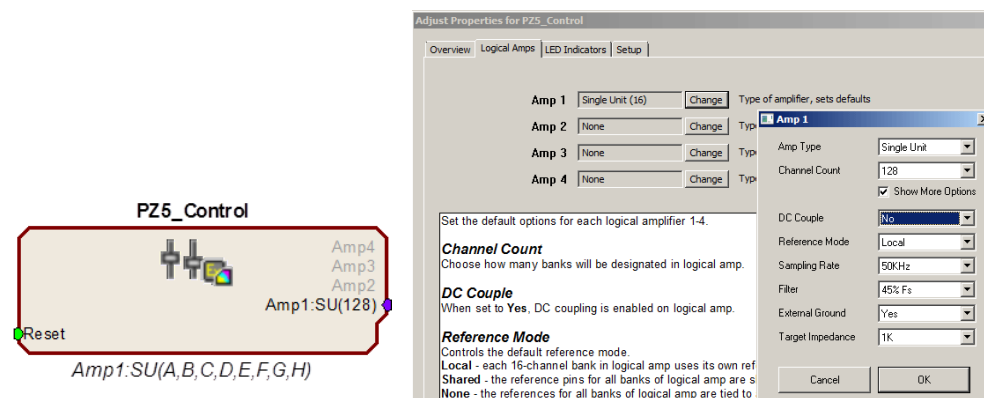 PZ5_Control
Amp4
Amp3
Amp2
Amp1:SU(128)
Reset
Amp1:SU(A,B,C,D,E,F,G,H)
Adjust Properties for PZ5_Control
Overview Logical Amps LED Indicators Setup
Amp 1 Single Unit (16) Change Type of amplifier, sets defaults
Amp 2 None Change Typ
Amp 3 None Change Typ
Amp 4 None Change Typ
Set the default options for each logical amplifier 1-4.
Channel Count
Choose how many banks will be designated in logical amp.
DC Couple
When set to Yes, DC coupling is enabled on logical amp.
Reference Mode
Controls the default reference mode.
Local - each 16-channel bank in logical amp uses its own ref
Shared - the reference pins for all banks of logical amp are s
None - the references for all banks of logical amp are tied to
Amp 1
Amp Type Single Unit
Channel Count 128
Show More Options
DC Couple No
Reference Mode Local
Sampling Rate 50KHz
Filter 45% Fs
External Ground Yes
Target Impedance 1K
Cancel OK